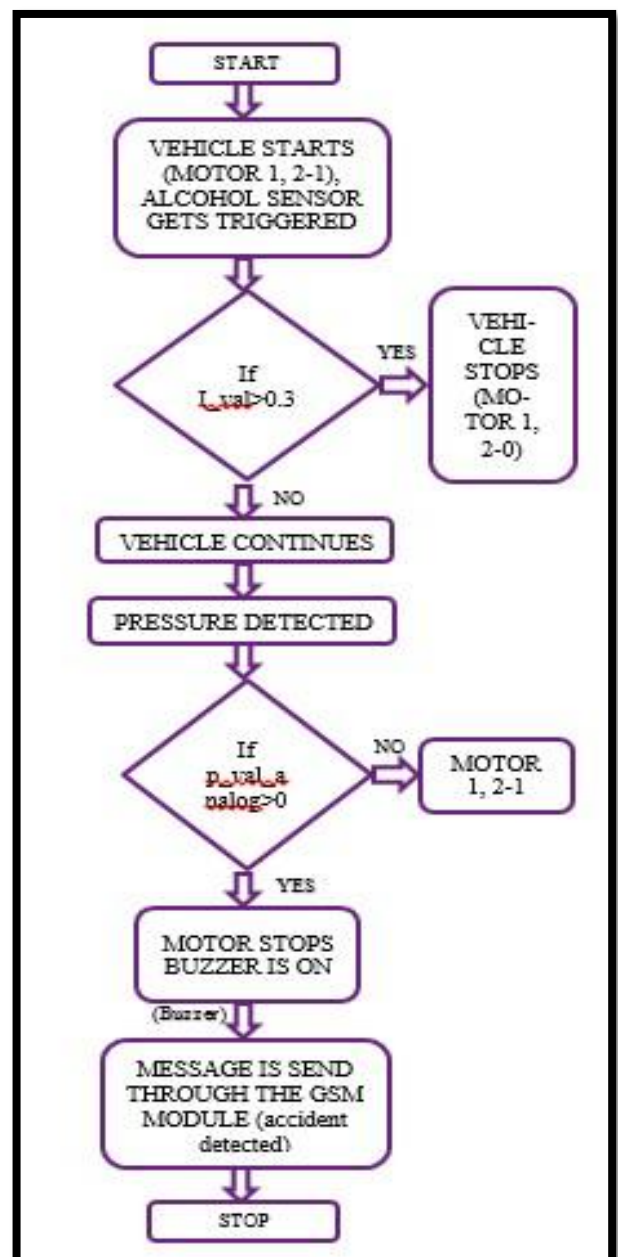 START
VEHICLE STARTS
(MOTOR 1, 2-1),
ALCOHOL SENSOR
GETS TRIGGERED
If
I_val>0.3
YES
VEHI-
CLE
STOPS
(MO-
TOR 1,
2-0)
NO
VEHICLE CONTINUES
PRESSURE DETECTED
If
p_val_a
nalog>0
NO
MOTOR
1, 2-1
YES
MOTOR STOPS
BUZZER IS ON
(Buzzer)
MESSAGE IS SEND
THROUGH THE GSM
MODULE (accident
detected)
STOP